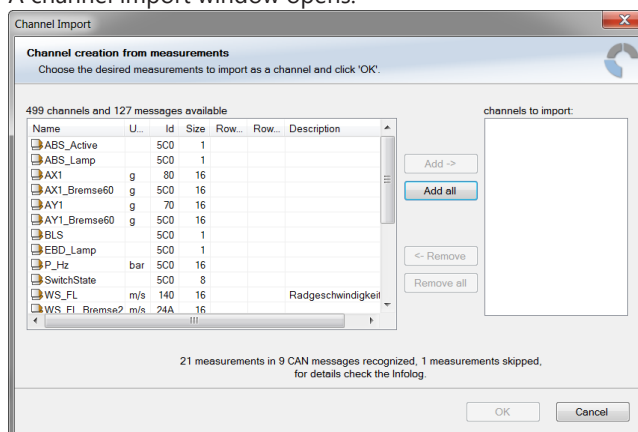 A channel import window opens.
Channel Import
Channel creation from measurements
Choose the desired measurements to import as a channel and click 'OK'.
499 channels and 127 messages available
channels to import:
Name U... Id Size Row... Row... Description
ABS_Active 5C0 1
ABS_Lamp 5C0 1
AX1 g 80 16
AX1_Bremse60 g 5C0 16
AY1 g 70 16
AY1_Bremse60 g 5C0 16
BLS 5C0 1
EBD_Lamp 5C0 1
P_Hz bar 5C0 16
SwitchState 5C0 8
WS_FL m/s 140 16 Radgeschwindigkeit
WS_FL_Bremse2 m/s 24A 16
Add ->
Add all
<- Remove
Remove all
21 measurements in 9 CAN messages recognized, 1 measurements skipped,
for details check the Infolog.
OK
Cancel